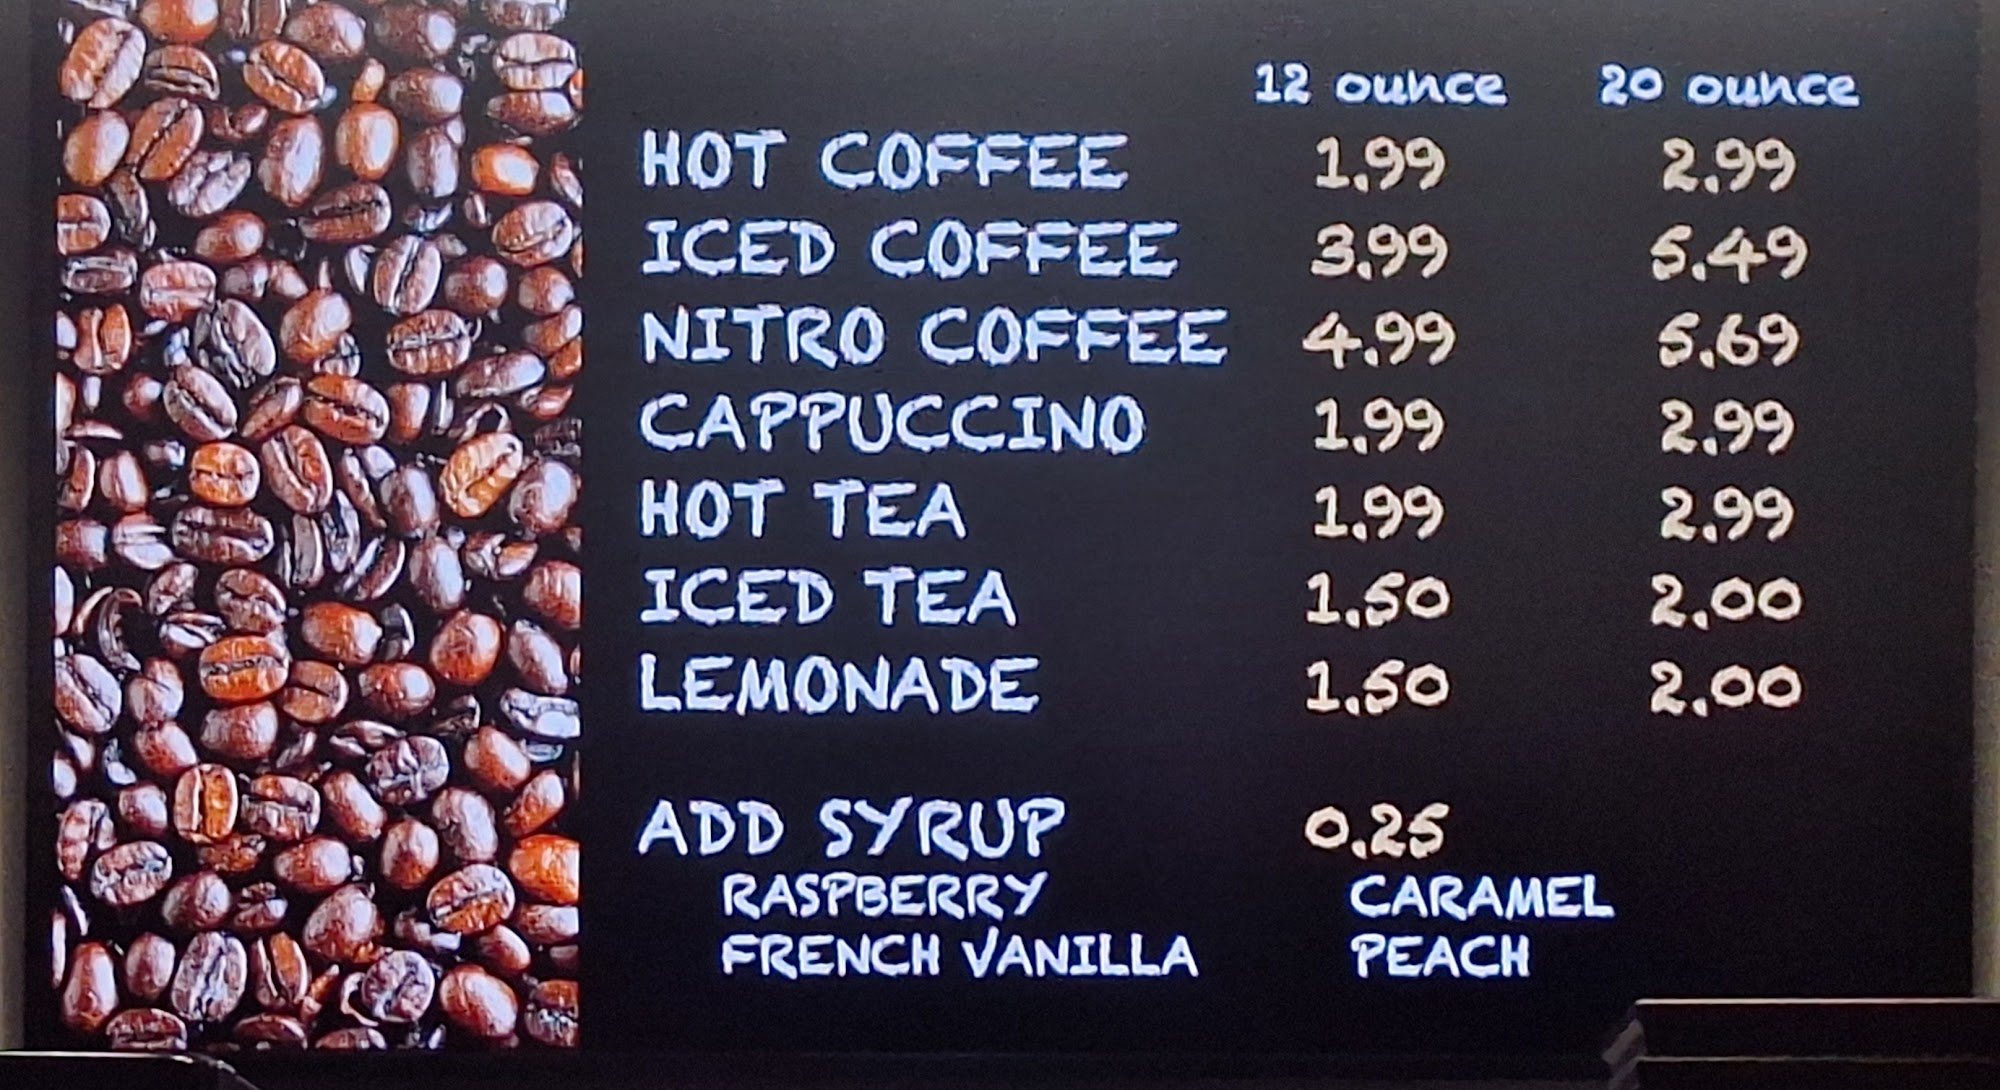 12 ounce 20 ounce
HOT COFFEE 1.99 2.99
ICED COFFEE 3.99 5.49
NITRO COFFEE 4.99 5.69
CAPPUCCINO 1.99 2.99
HOT TEA 1.99 2.99
ICED TEA 1.50 2.00
LEMONADE 1.50 2.00
ADD SYRUP 0.25
RASPBERRY CARAMEL
FRENCH VANILLA PEACH